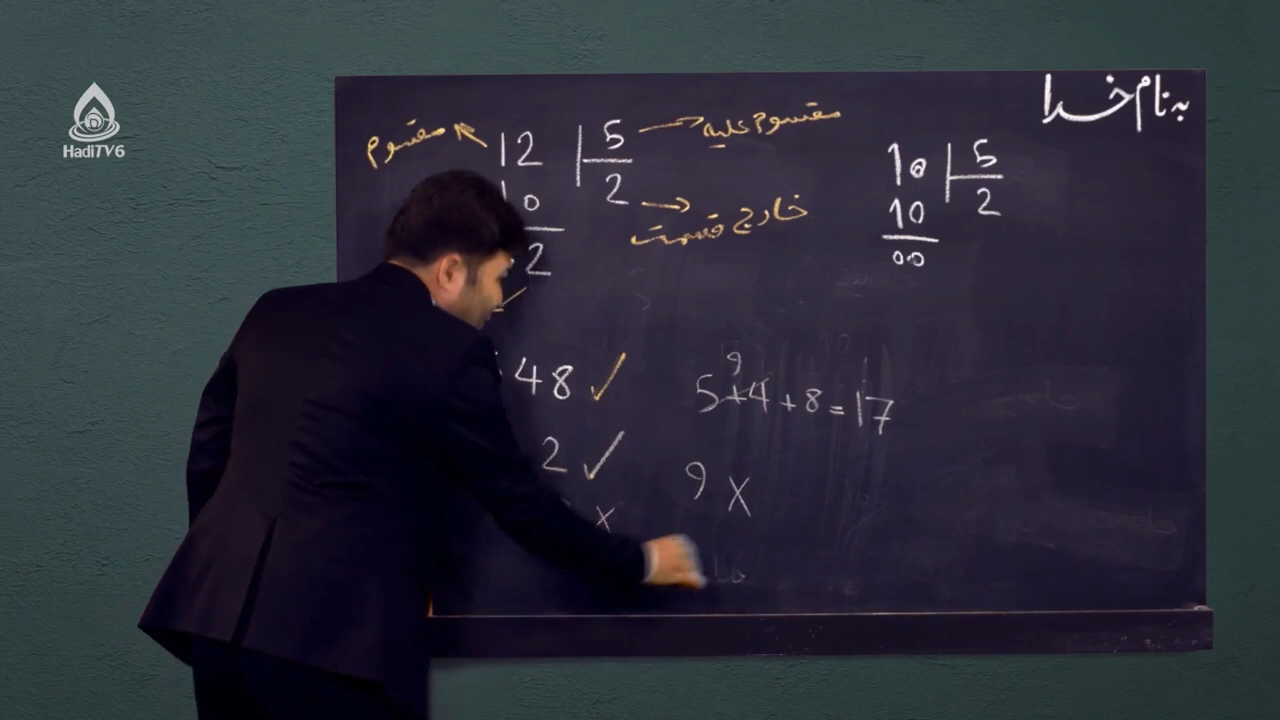 به نام خدا
HadiTV6
مقسوم
12 5
مقسوم علیه
10 2
خارج قسمت
2
10 5
10 2
00
48 ✓
9
5+4+8=17
2 ✓
9 X
x